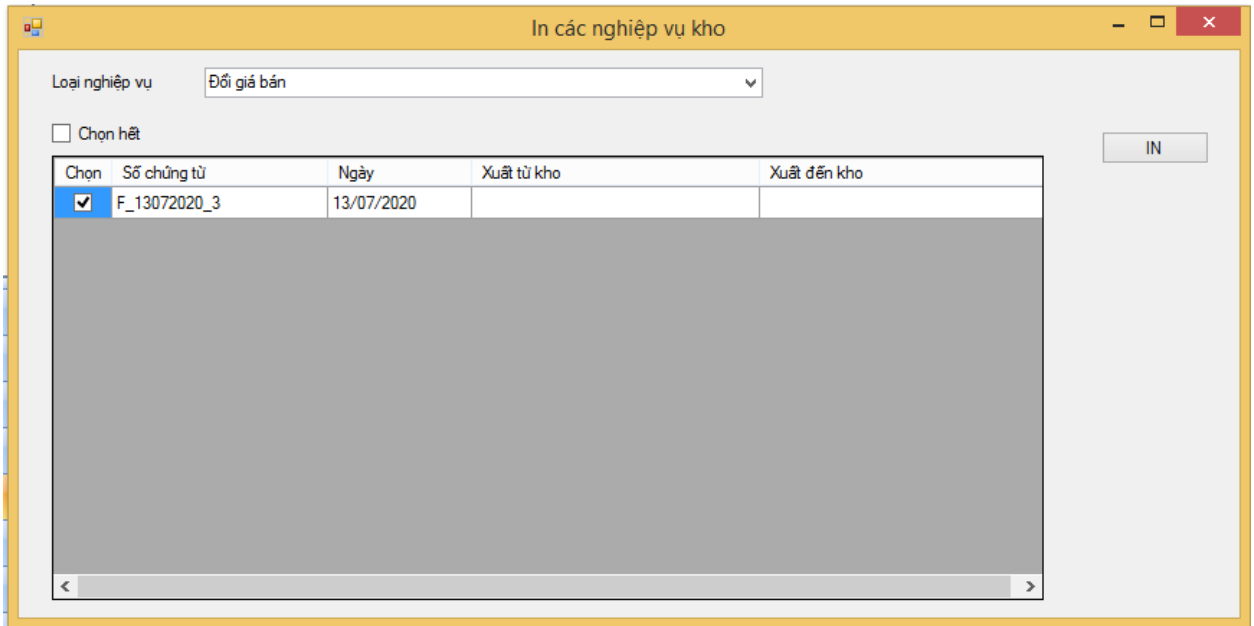 In các nghiệp vụ kho
Loại nghiệp vụ Đổi giá bán
Chọn hết
IN
Chọn Số chứng từ Ngày Xuất từ kho Xuất đến kho
F_13072020_3 13/07/2020